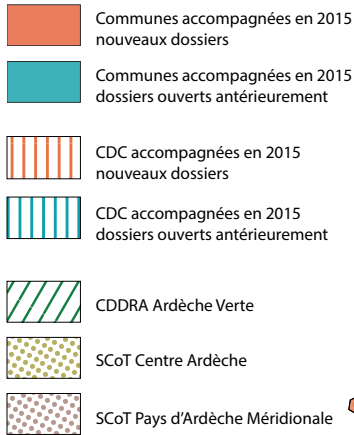 Communes accompagnées en 2015
nouveaux dossiers
Communes accompagnées en 2015
dossiers ouverts antérieurement
CDC accompagnées en 2015
nouveaux dossiers
CDC accompagnées en 2015
dossiers ouverts antérieurement
CDDRA Ardèche Verte
SCoT Centre Ardèche
SCoT Pays d'Ardèche Méridionale